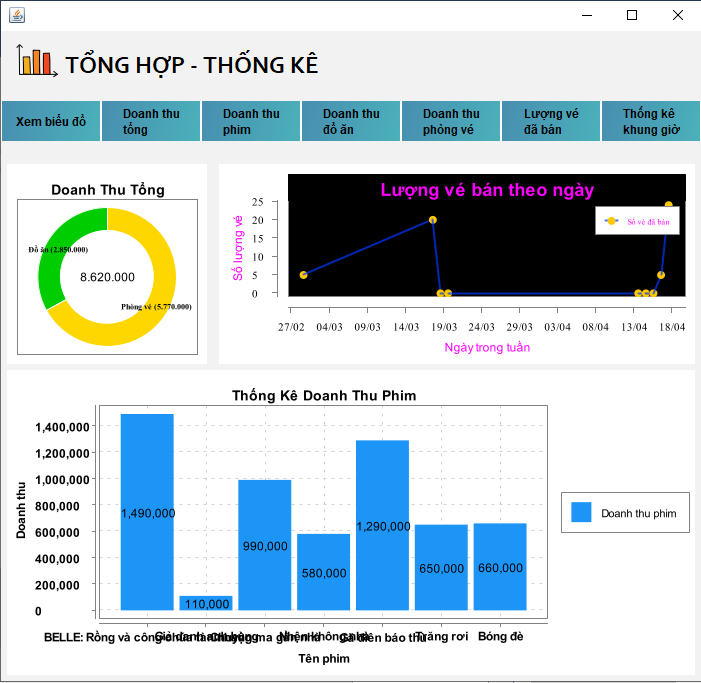 TỔNG HỢP - THỐNG KÊ
Xem biểu đồ
Doanh thu
tổng
Doanh thu
phim
Doanh thu
đồ ăn
Doanh thu
phòng vé
Lượng vé
đã bán
Thống kê
khung giờ
Doanh Thu Tổng
Đồ ăn (2.850.000)
8.620.000
Phòng vé (5.770.000)
Lượng vé bán theo ngày
Số vé đã bán
Số lượng vé
25
20
15
10
5
0
27/02 04/03 09/03 14/03 19/03 24/03 29/03 03/04 08/04 13/04 18/04
Ngày trong tuần
Thống Kê Doanh Thu Phim
Doanh thu
1,400,000
1,200,000
1,000,000
800,000
600,000
400,000
200,000
0
1,490,000
110,000
990,000
580,000
1,290,000
650,000
660,000
BELLE: Rồng và công chúa
Trăng rơi
Bóng đè
Tên phim
Doanh thu phim